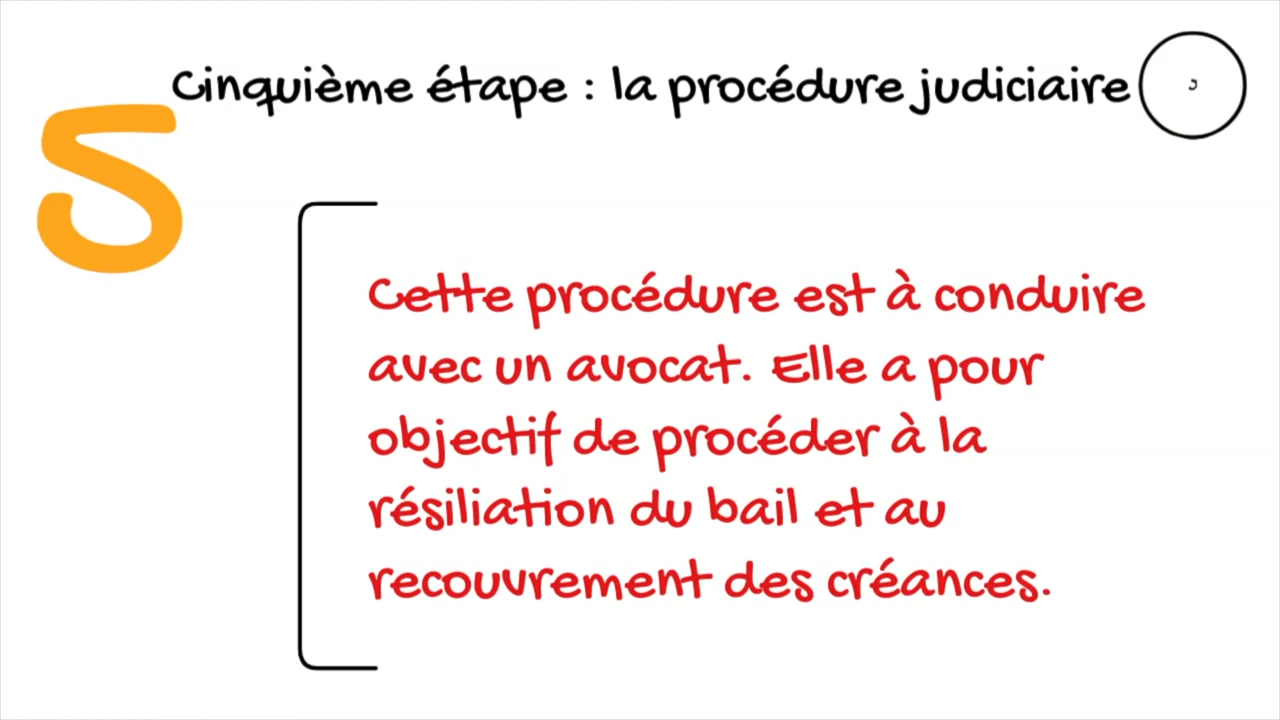 Cinquième étape : la procédure judiciaire
5
Cette procédure est à conduire
avec un avocat. Elle a pour
objectif de procéder à la
résiliation du bail et au
recouvrement des créances.